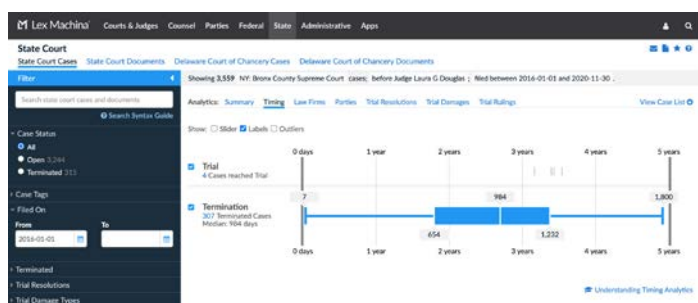 Lex Machina Courts & Judges Counsel Parties Federal State Administrative Apps
State Court
State Court Cases State Court Documents Delaware Court of Chancery Cases Delaware Court of Chancery Documents
Filter
Showing 3,559 NY: Bronx County Supreme Court cases; before Judge Laura G Douglas ; filed between 2016-01-01 and 2020-11-30 .
Search state court cases and documents
Search Syntax Guide
Analytics: Summary Timing Law Firms Parties Trial Resolutions Trial Damages Trial Rulings View Case List
Show: Slider Labels Outliers
Case Status
All
Open 3,244
Terminated 315
Case Tags
Filed On
From To
2016-01-01
Terminated
Trial Resolutions
Trial Damage Types
0 days 1 year 2 years 3 years 4 years 5 years
Trial
4 Cases reached Trial
Termination
307 Terminated Cases
Median: 984 days
7 984 1,800
654 1,232
0 days 1 year 2 years 3 years 4 years 5 years
Understanding Timing Analytics